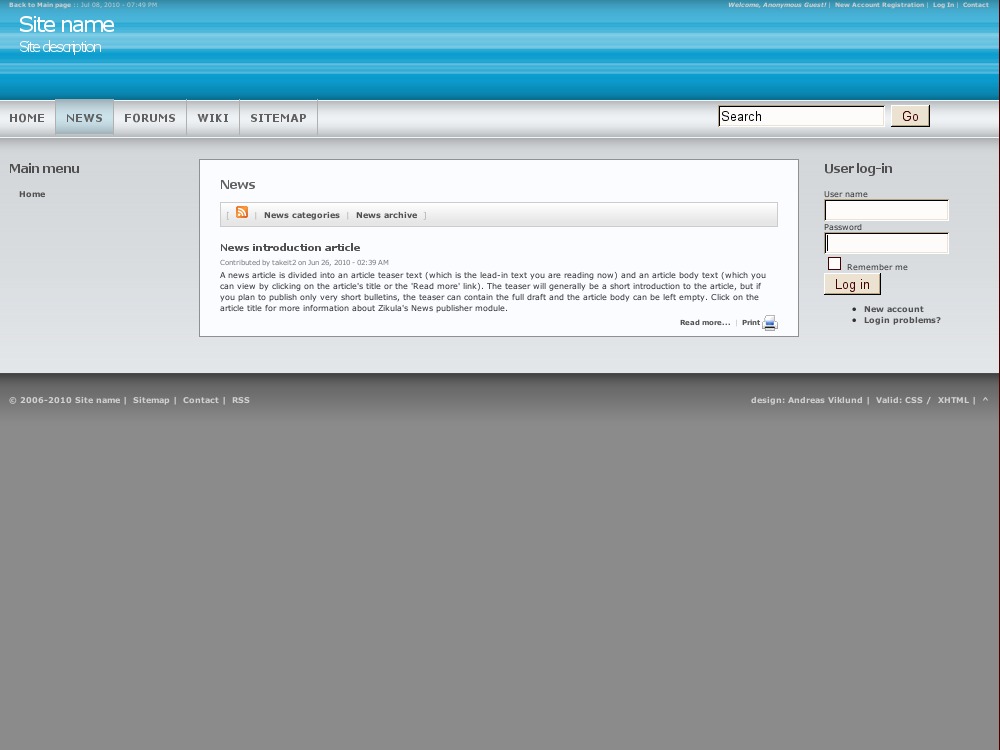 Back to Main page :: Jul 08, 2010 - 07:49 PM
Welcome, Anonymous Guest! | New Account Registration | Log In | Contact
Site name
Site description
HOME NEWS FORUMS WIKI SITEMAP
Search Go
Main menu
Home
News
[ | News categories | News archive ]
News introduction article
Contributed by takeit2 on Jun 26, 2010 - 02:39 AM
A news article is divided into an article teaser text (which is the lead-in text you are reading now) and an article body text (which you
can view by clicking on the article's title or the 'Read more' link). The teaser will generally be a short introduction to the article, but if
you plan to publish only very short bulletins, the teaser can contain the full draft and the article body can be left empty. Click on the
article title for more information about Zikula's News publisher module.
Read more... | Print
User log-in
User name
Password
Remember me
Log in
• New account
• Login problems?
© 2006-2010 Site name | Sitemap | Contact | RSS
design: Andreas Viklund | Valid: CSS / XHTML | ^